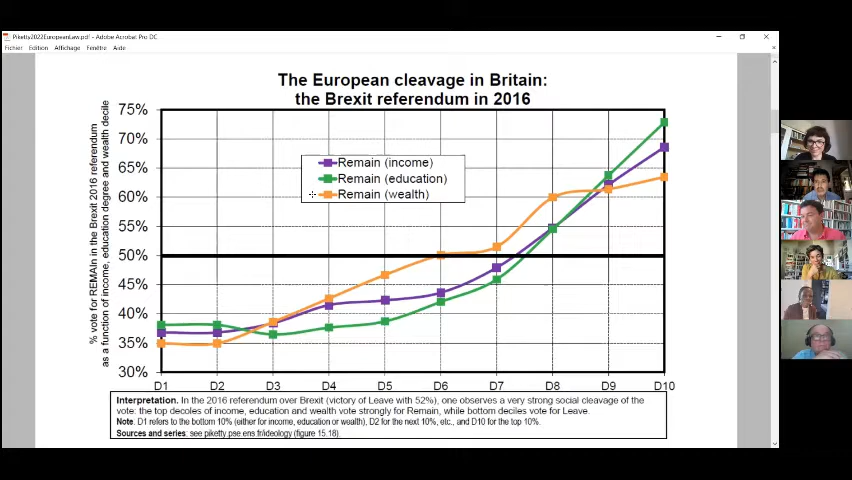 Piketty2022EuropeanLaw.pdf - Adobe Acrobat Pro DC
Fichier Edition Affichage Fenêtre Aide
The European cleavage in Britain:
the Brexit referendum in 2016
% vote for REMAIn in the Brexit 2016 referendum
as a function of income, education degree and wealth decile
75%
70%
65%
60%
55%
50%
45%
40%
35%
30%
Remain (income)
Remain (education)
Remain (wealth)
D1 D2 D3 D4 D5 D6 D7 D8 D9 D10
Interpretation. In the 2016 referendum over Brexit (victory of Leave with 52%), one observes a very strong social cleavage of the
vote: the top decoles of income, education and wealth vote strongly for Remain, while bottom deciles vote for Leave.
Note: D1 refers to the bottom 10% (either for income, education or wealth), D2 for the next 10%, etc., and D10 for the top 10%.
Sources and series: see piketty.pse.ens.fr/ideology (figure 15.18).